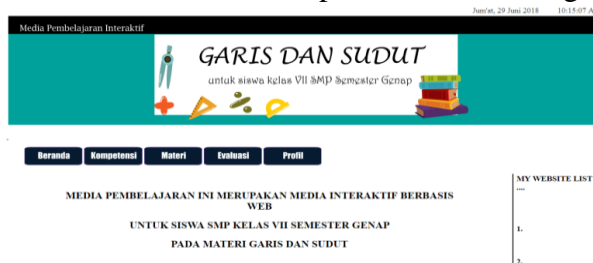 Jum'at, 29 Juni 2018 10:15:07 A
Media Pembelajaran Interaktif
GARIS DAN SUDUT
untuk siswa kelas VII SMP Semester Genap
Beranda Kompetensi Materi Evaluasi Profil
MY WEBSITE LIST
....
MEDIA PEMBELAJARAN INI MERUPAKAN MEDIA INTERAKTIF BERBASIS
WEB
UNTUK SISWA SMP KELAS VII SEMESTER GENAP
PADA MATERI GARIS DAN SUDUT
1.
2.